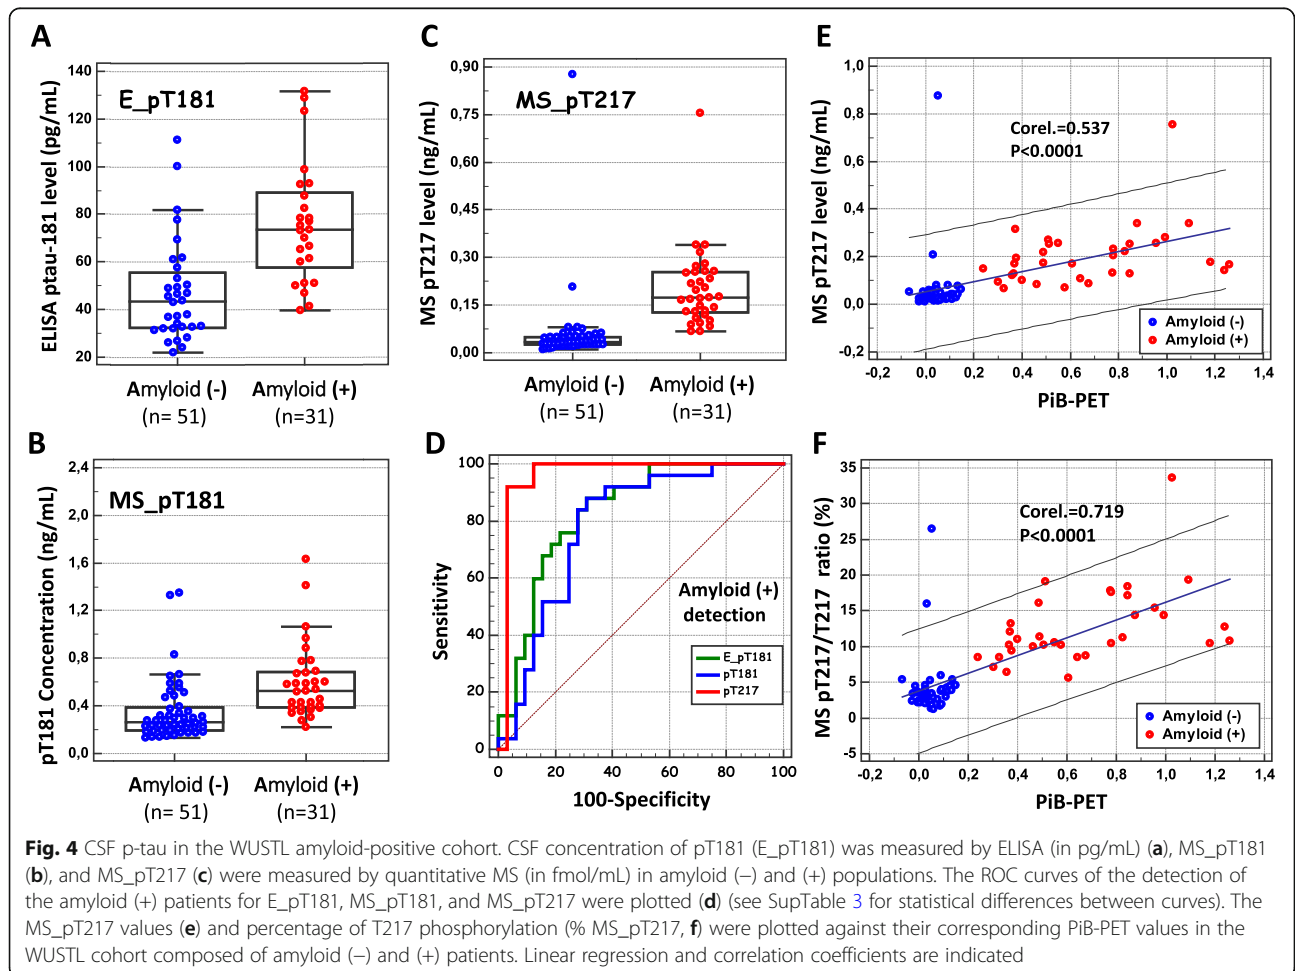 A
E_pT181
ELISA ptau-181 level (pg/mL)
140
120
100
80
60
40
20
Amyloid (-)
(n= 51)
Amyloid (+)
(n=31)
B
MS_pT181
pT181 Concentration (ng/mL)
2,4
2,0
1,6
1,2
0,8
0,4
0,0
Amyloid (-)
(n= 51)
Amyloid (+)
(n=31)
C
MS_pT217
MS pT217 level (ng/mL)
0,90
0,75
0,60
0,45
0,30
0,15
0,00
Amyloid (-)
(n= 51)
Amyloid (+)
(n=31)
D
Sensitivity
100
80
60
40
20
0
Amyloid (+)
detection
E_pT181
pT181
pT217
0 20 40 60 80 100
100-Specificity
E
MS pT217 level (ng/mL)
1,0
0,8
0,6
0,4
0,2
0,0
-0,2
Corel.=0.537
P<0.0001
Amyloid (-)
Amyloid (+)
-0,2 0,0 0,2 0,4 0,6 0,8 1,0 1,2 1,4
PiB-PET
F
MS pT217/T217 ratio (%)
35
30
25
20
15
10
5
0
-5
Corel.=0.719
P<0.0001
Amyloid (-)
Amyloid (+)
-0,2 0,0 0,2 0,4 0,6 0,8 1,0 1,2 1,4
PiB-PET
Fig. 4 CSF p-tau in the WUSTL amyloid-positive cohort. CSF concentration of pT181 (E_pT181) was measured by ELISA (in pg/mL) (a), MS_pT181
(b), and MS_pT217 (c) were measured by quantitative MS (in fmol/mL) in amyloid (−) and (+) populations. The ROC curves of the detection of
the amyloid (+) patients for E_pT181, MS_pT181, and MS_pT217 were plotted (d) (see SupTable 3 for statistical differences between curves). The
MS_pT217 values (e) and percentage of T217 phosphorylation (% MS_pT217, f) were plotted against their corresponding PiB-PET values in the
WUSTL cohort composed of amyloid (−) and (+) patients. Linear regression and correlation coefficients are indicated